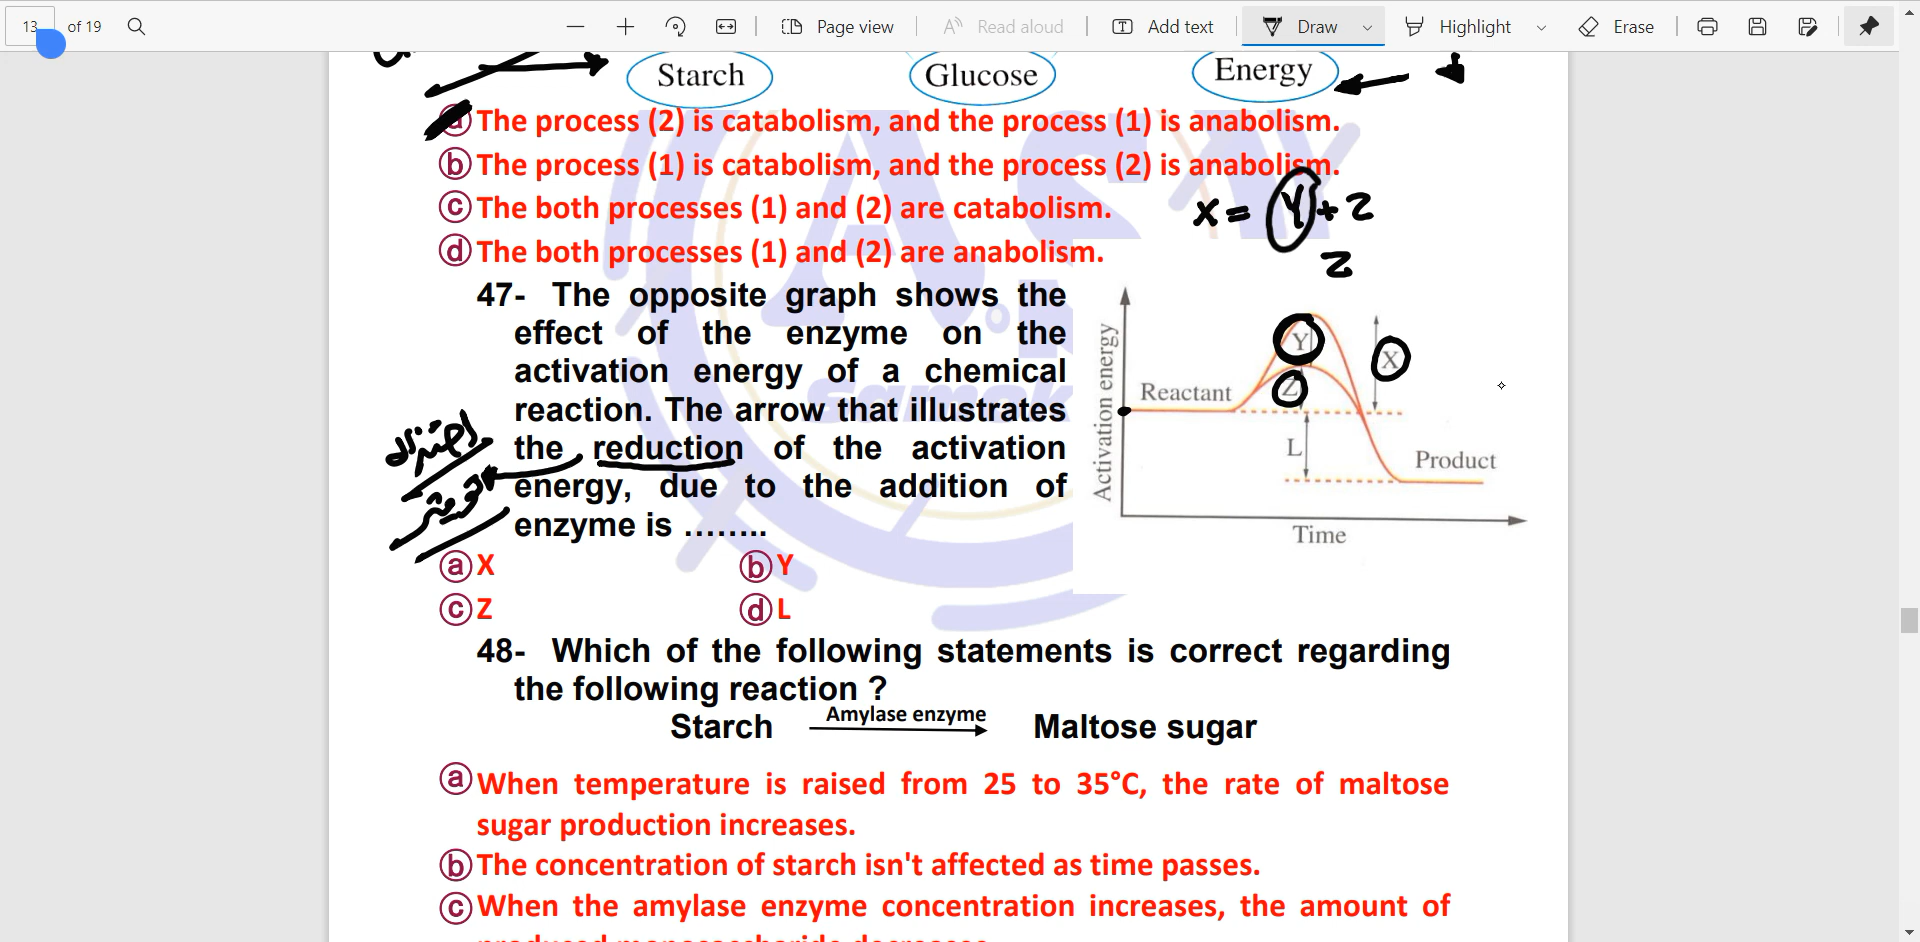 13 of 19
Page view
Read aloud
Add text
Draw
Highlight
Erase
Starch Glucose Energy
ⓐ The process (2) is catabolism, and the process (1) is anabolism.
ⓑ The process (1) is catabolism, and the process (2) is anabolism.
ⓒ The both processes (1) and (2) are catabolism.
x = Y + z
ⓓ The both processes (1) and (2) are anabolism.
z
47- The opposite graph shows the
effect of the enzyme on the
activation energy of a chemical
reaction. The arrow that illustrates
the reduction of the activation
energy, due to the addition of
enzyme is ……..
Activation energy
Reactant
Y
X
Z
L
Product
Time
ⓐ X ⓑ Y
ⓒ Z ⓓ L
48- Which of the following statements is correct regarding
the following reaction ?
Starch Amylase enzyme Maltose sugar
ⓐ When temperature is raised from 25 to 35°C, the rate of maltose
sugar production increases.
ⓑ The concentration of starch isn't affected as time passes.
ⓒ When the amylase enzyme concentration increases, the amount of